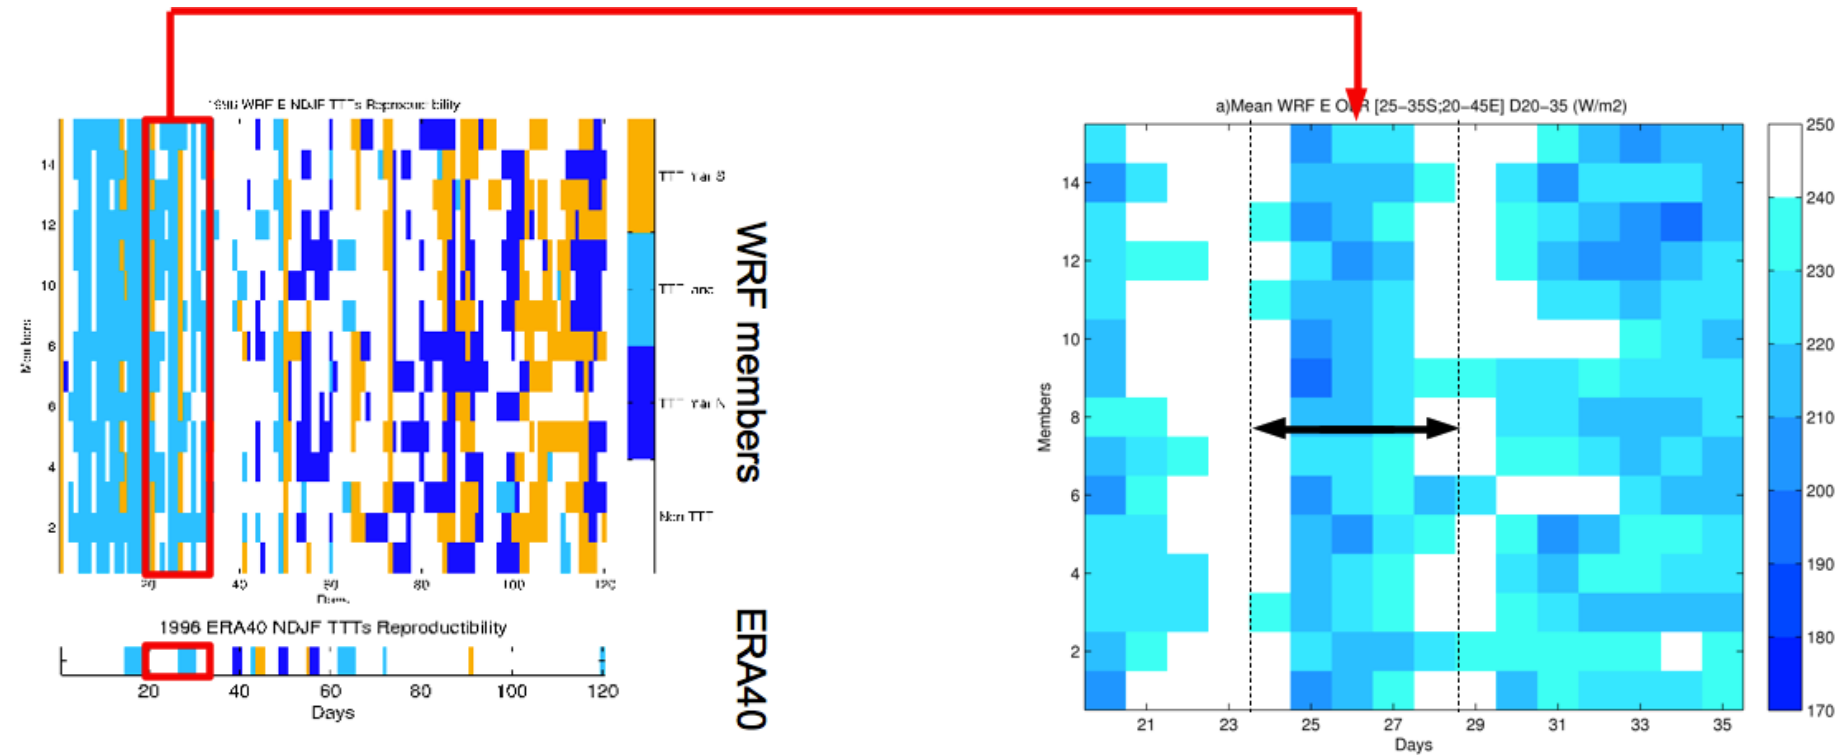 1996 WRF E NDJF TTTs Reproductibility
14
12
10
8
6
4
2
Members
20 40 60 80 100 120
Days
Non TTT
WRF members
1996 ERA40 NDJF TTTs Reproductibility
20 40 60 80 100 120
Days
ERA40
a)Mean WRF E OLR [25−35S;20−45E] D20−35 (W/m2)
14
12
10
8
6
4
2
Members
21 23 25 27 29 31 33 35
Days
250
240
230
220
210
200
190
180
170